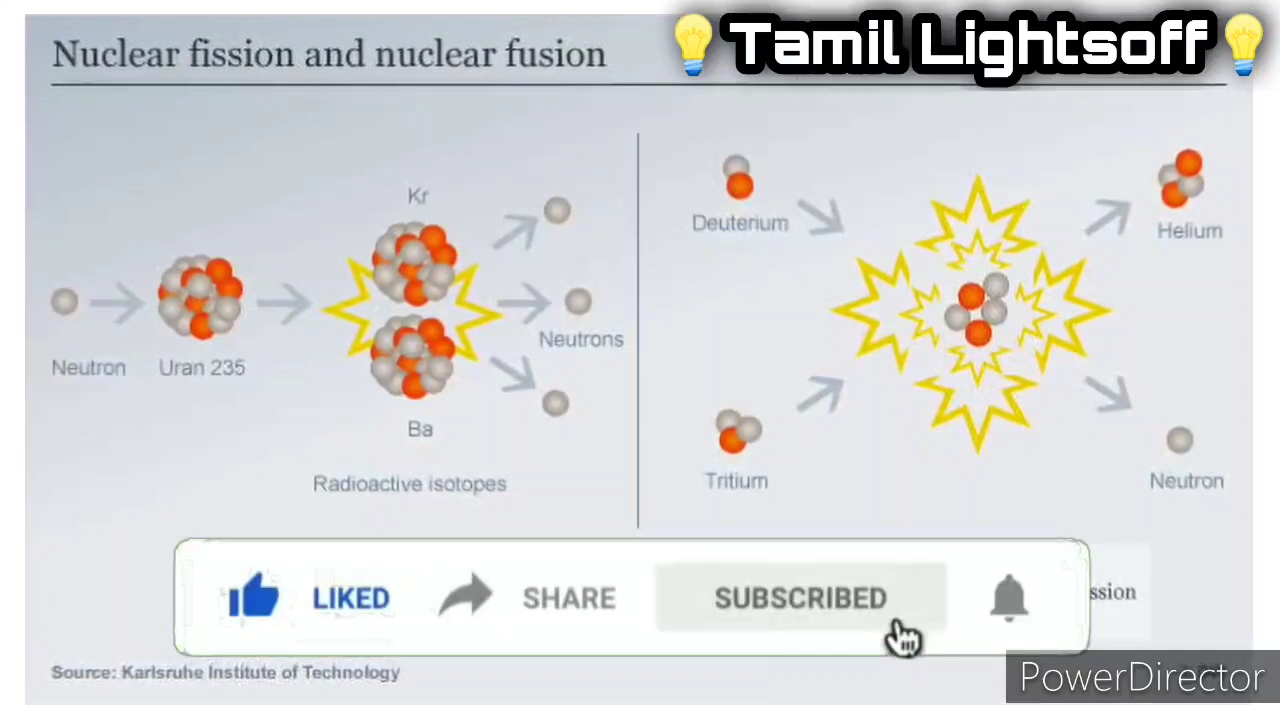 💡Tamil Lightsoff💡
Nuclear fission and nuclear fusion
Kr
Neutron
Uran 235
Neutrons
Ba
Radioactive isotopes
Deuterium
Helium
Tritium
Neutron
LIKED
SHARE
SUBSCRIBED
ssion
Source: Karlsruhe Institute of Technology
PowerDirector